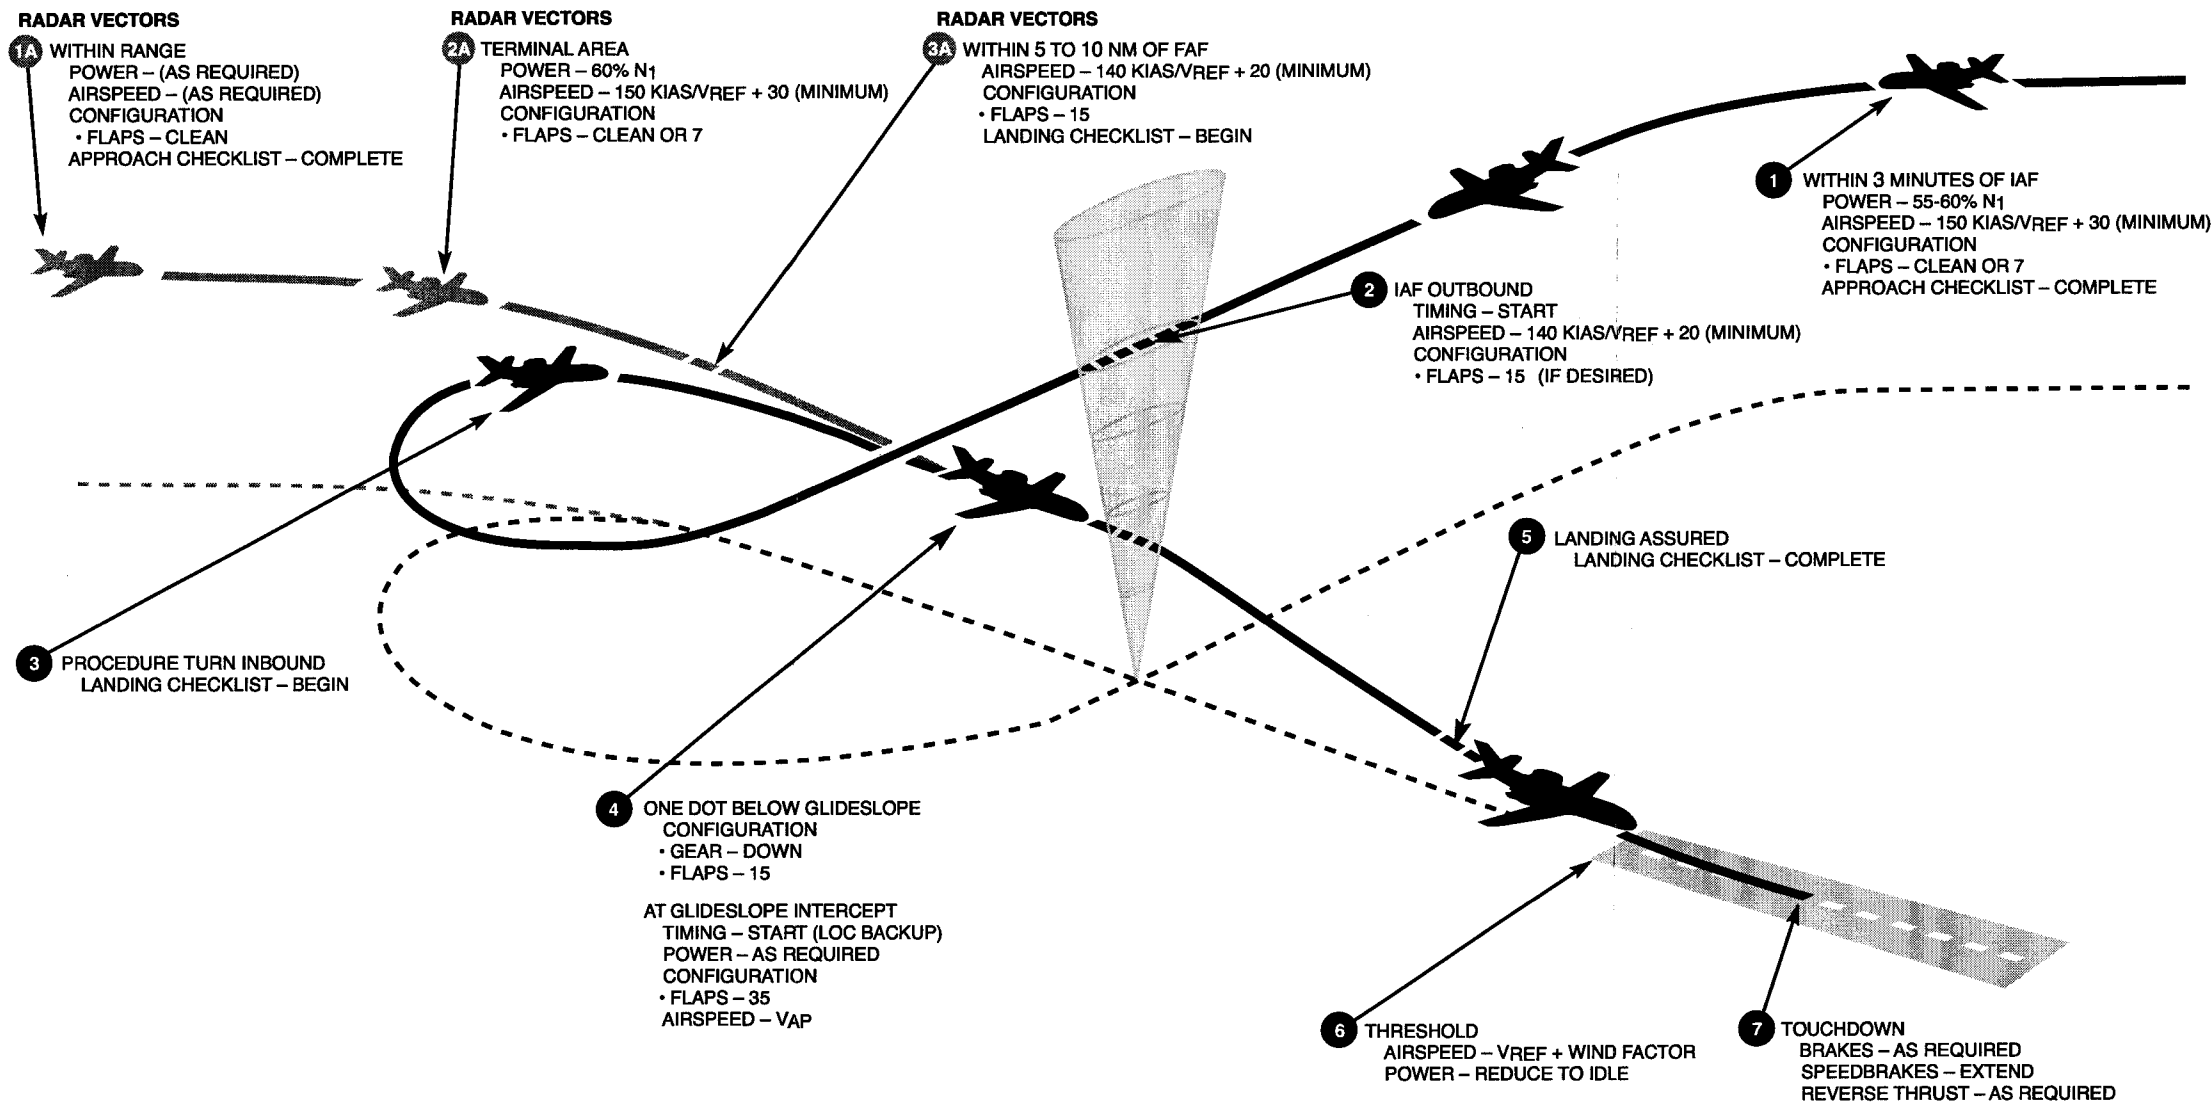 RADAR VECTORS
1A WITHIN RANGE
POWER – (AS REQUIRED)
AIRSPEED – (AS REQUIRED)
CONFIGURATION
• FLAPS – CLEAN
APPROACH CHECKLIST – COMPLETE
RADAR VECTORS
2A TERMINAL AREA
POWER – 60% N1
AIRSPEED – 150 KIAS/VREF + 30 (MINIMUM)
CONFIGURATION
• FLAPS – CLEAN OR 7
RADAR VECTORS
3A WITHIN 5 TO 10 NM OF FAF
AIRSPEED – 140 KIAS/VREF + 20 (MINIMUM)
CONFIGURATION
• FLAPS – 15
LANDING CHECKLIST – BEGIN
1 WITHIN 3 MINUTES OF IAF
POWER – 55-60% N1
AIRSPEED – 150 KIAS/VREF + 30 (MINIMUM)
CONFIGURATION
• FLAPS – CLEAN OR 7
APPROACH CHECKLIST – COMPLETE
2 IAF OUTBOUND
TIMING – START
AIRSPEED – 140 KIAS/VREF + 20 (MINIMUM)
CONFIGURATION
• FLAPS – 15 (IF DESIRED)
3 PROCEDURE TURN INBOUND
LANDING CHECKLIST – BEGIN
4 ONE DOT BELOW GLIDESLOPE
CONFIGURATION
• GEAR – DOWN
• FLAPS – 15
AT GLIDESLOPE INTERCEPT
TIMING – START (LOC BACKUP)
POWER – AS REQUIRED
CONFIGURATION
• FLAPS – 35
AIRSPEED – VAP
5 LANDING ASSURED
LANDING CHECKLIST – COMPLETE
6 THRESHOLD
AIRSPEED – VREF + WIND FACTOR
POWER – REDUCE TO IDLE
7 TOUCHDOWN
BRAKES – AS REQUIRED
SPEEDBRAKES – EXTEND
REVERSE THRUST – AS REQUIRED